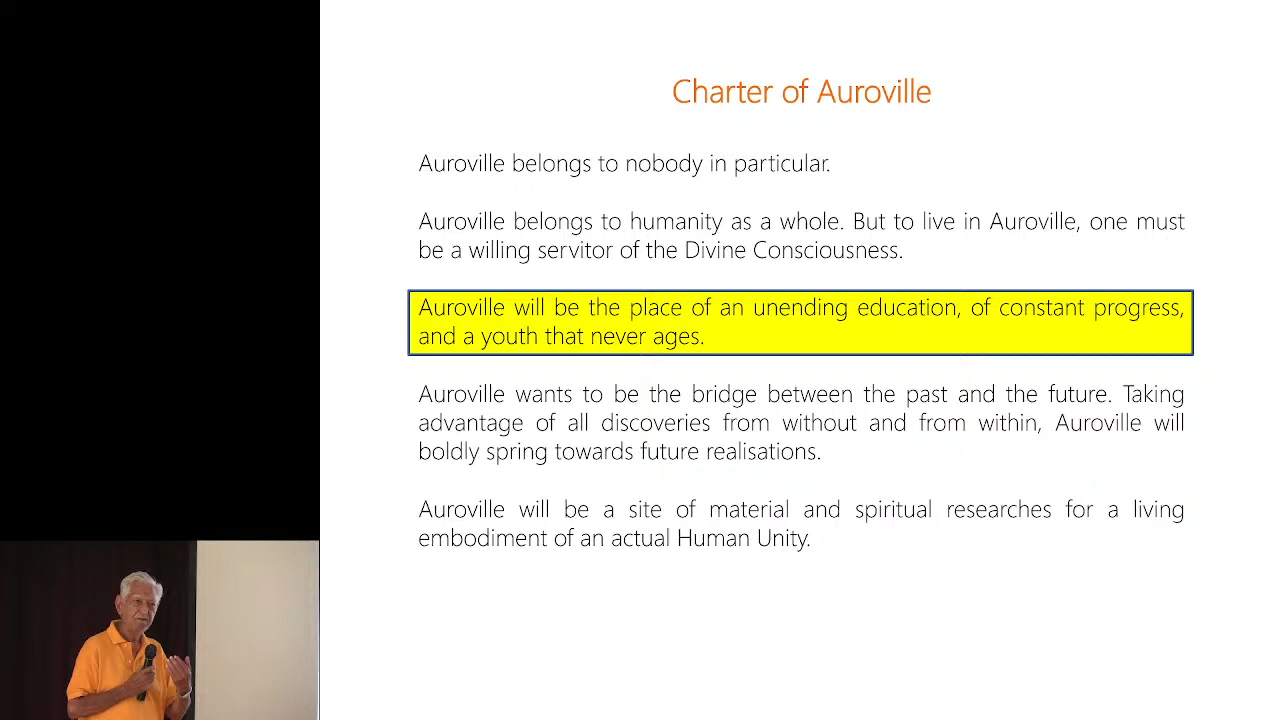 Charter of Auroville
Auroville belongs to nobody in particular.
Auroville belongs to humanity as a whole. But to live in Auroville, one must
be a willing servitor of the Divine Consciousness.
Auroville will be the place of an unending education, of constant progress,
and a youth that never ages.
Auroville wants to be the bridge between the past and the future. Taking
advantage of all discoveries from without and from within, Auroville will
boldly spring towards future realisations.
Auroville will be a site of material and spiritual researches for a living
embodiment of an actual Human Unity.